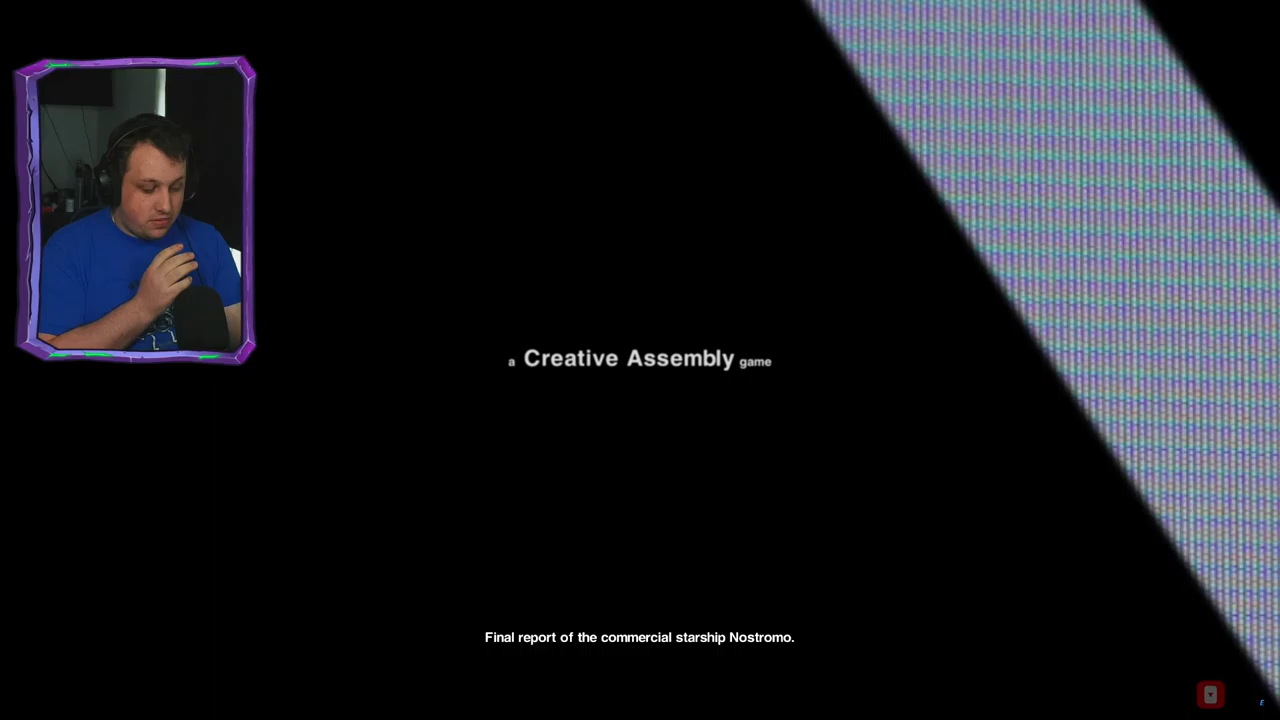 a Creative Assembly game
Final report of the commercial starship Nostromo.
E